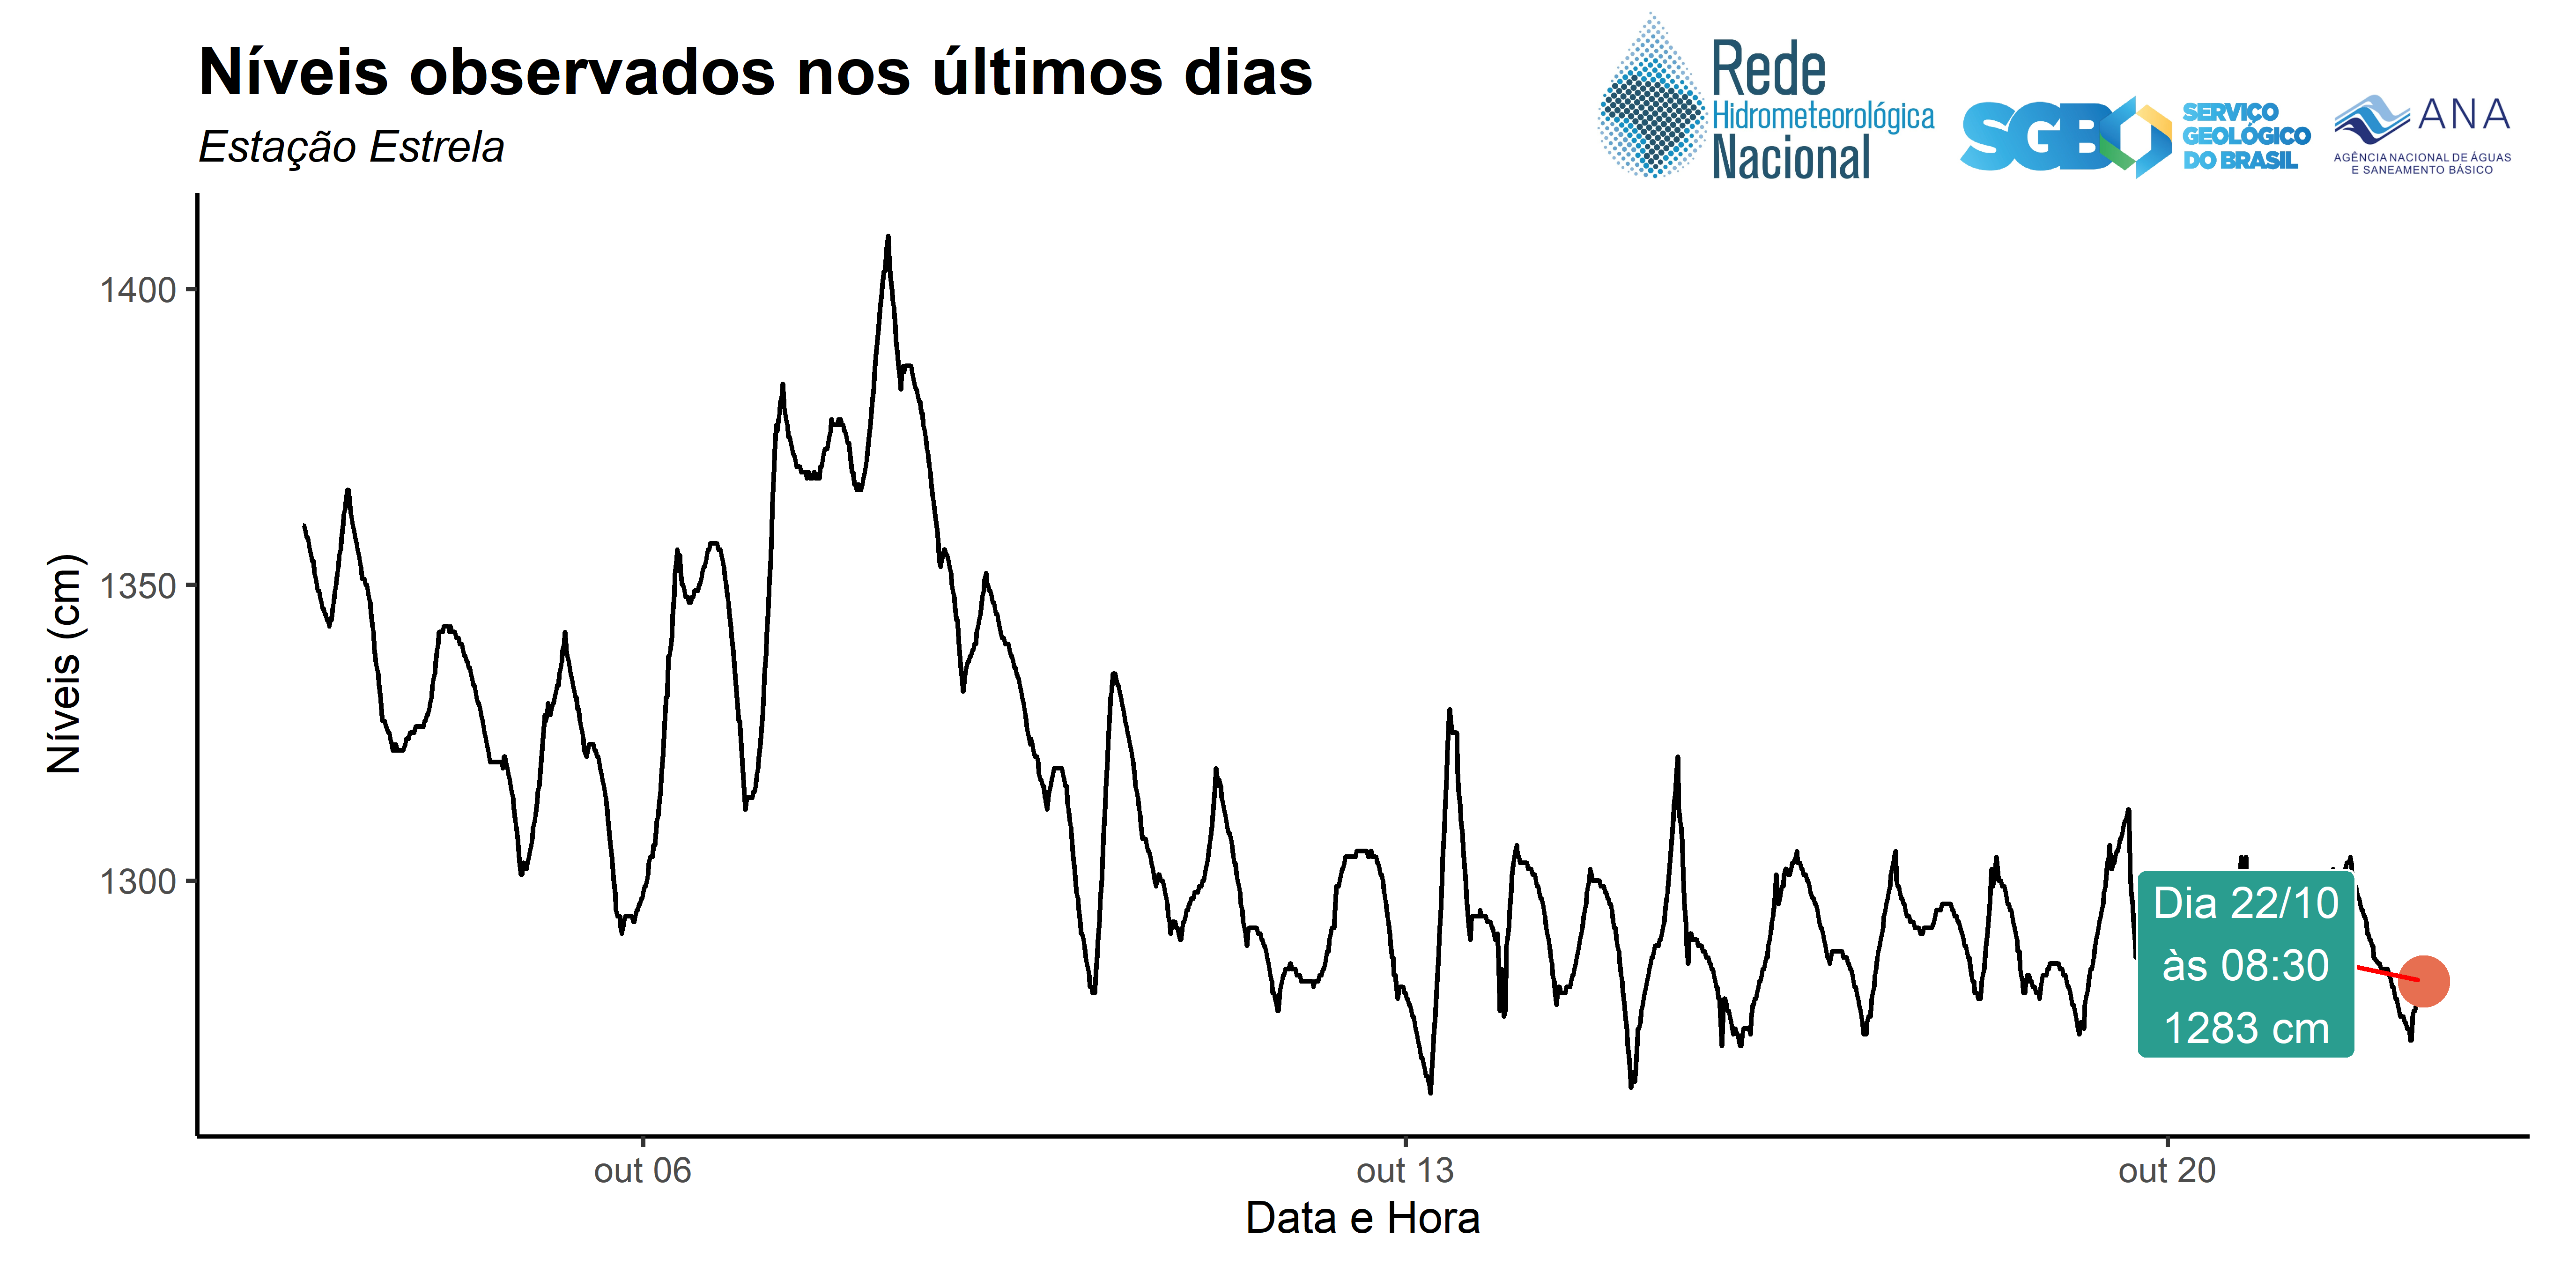 Níveis observados nos últimos dias
Estação Estrela
Rede
Hidrometeorológica
Nacional
SGB
SERVIÇO
GEOLÓGICO
DO BRASIL
ANA
AGÊNCIA NACIONAL DE ÁGUAS
E SANEAMENTO BÁSICO
Níveis (cm)
1400
1350
1300
Dia 22/10
às 08:30
1283 cm
out 06
out 13
out 20
Data e Hora